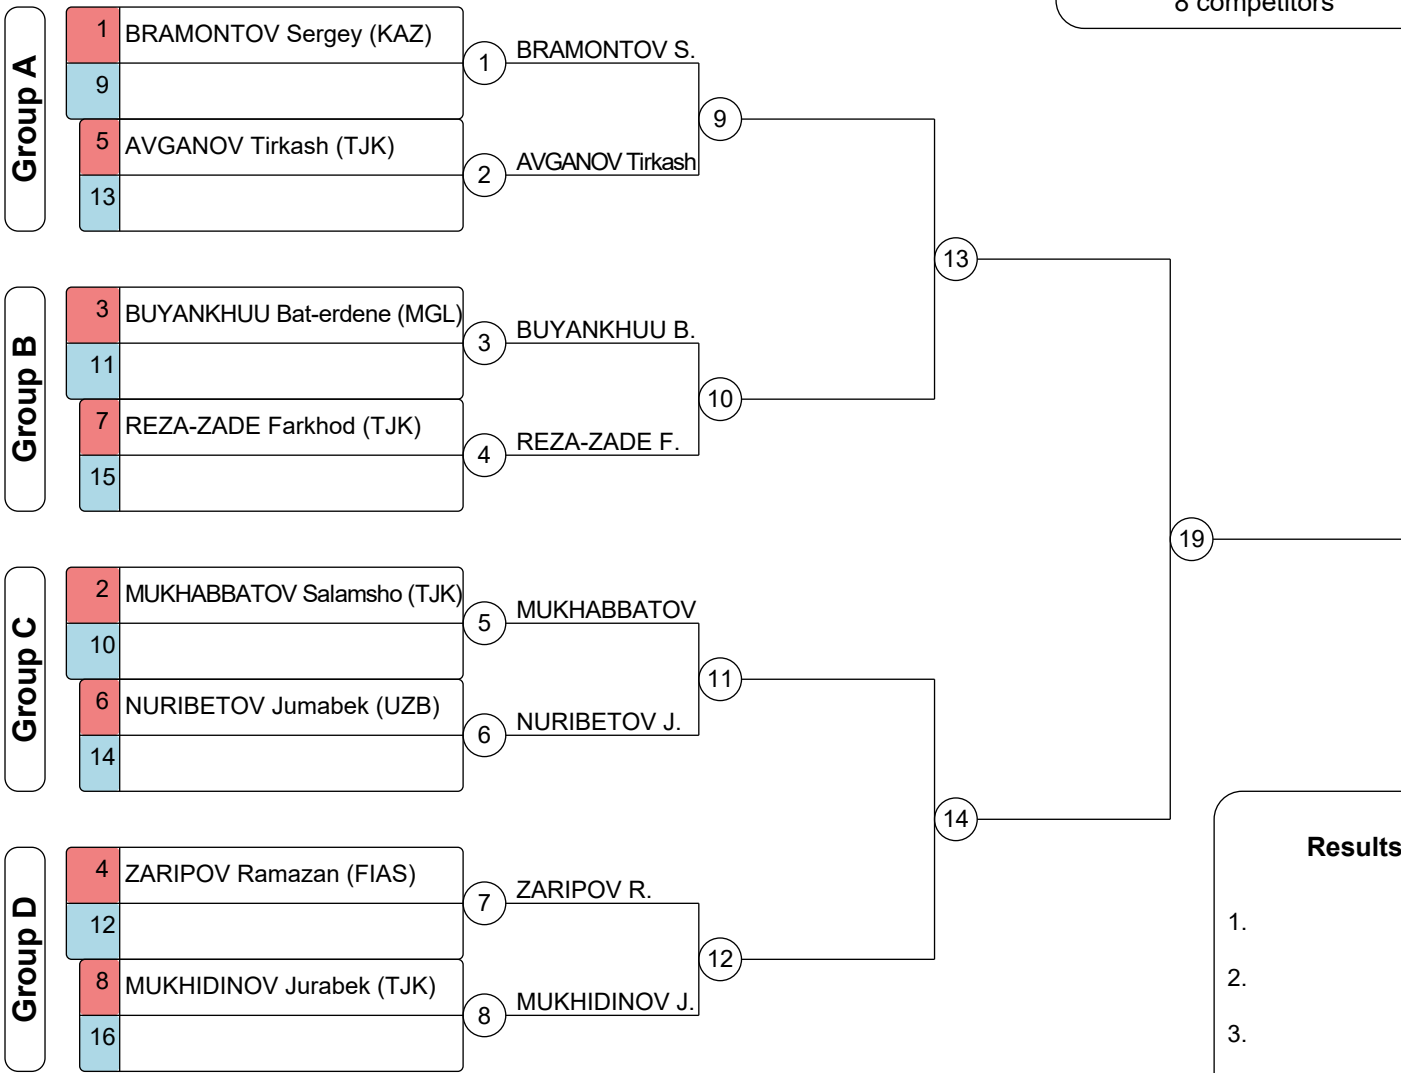 8 competitors
Group A
1 BRAMONTOV Sergey (KAZ)
9
5 AVGANOV Tirkash (TJK)
13
1 BRAMONTOV S.
2 AVGANOV Tirkash
9
Group B
3 BUYANKHUU Bat-erdene (MGL)
11
7 REZA-ZADE Farkhod (TJK)
15
3 BUYANKHUU B.
4 REZA-ZADE F.
10
13
Group C
2 MUKHABBATOV Salamsho (TJK)
10
6 NURIBETOV Jumabek (UZB)
14
5 MUKHABBATOV
6 NURIBETOV J.
11
Group D
4 ZARIPOV Ramazan (FIAS)
12
8 MUKHIDINOV Jurabek (TJK)
16
7 ZARIPOV R.
8 MUKHIDINOV J.
12
14
19
Results
1.
2.
3.